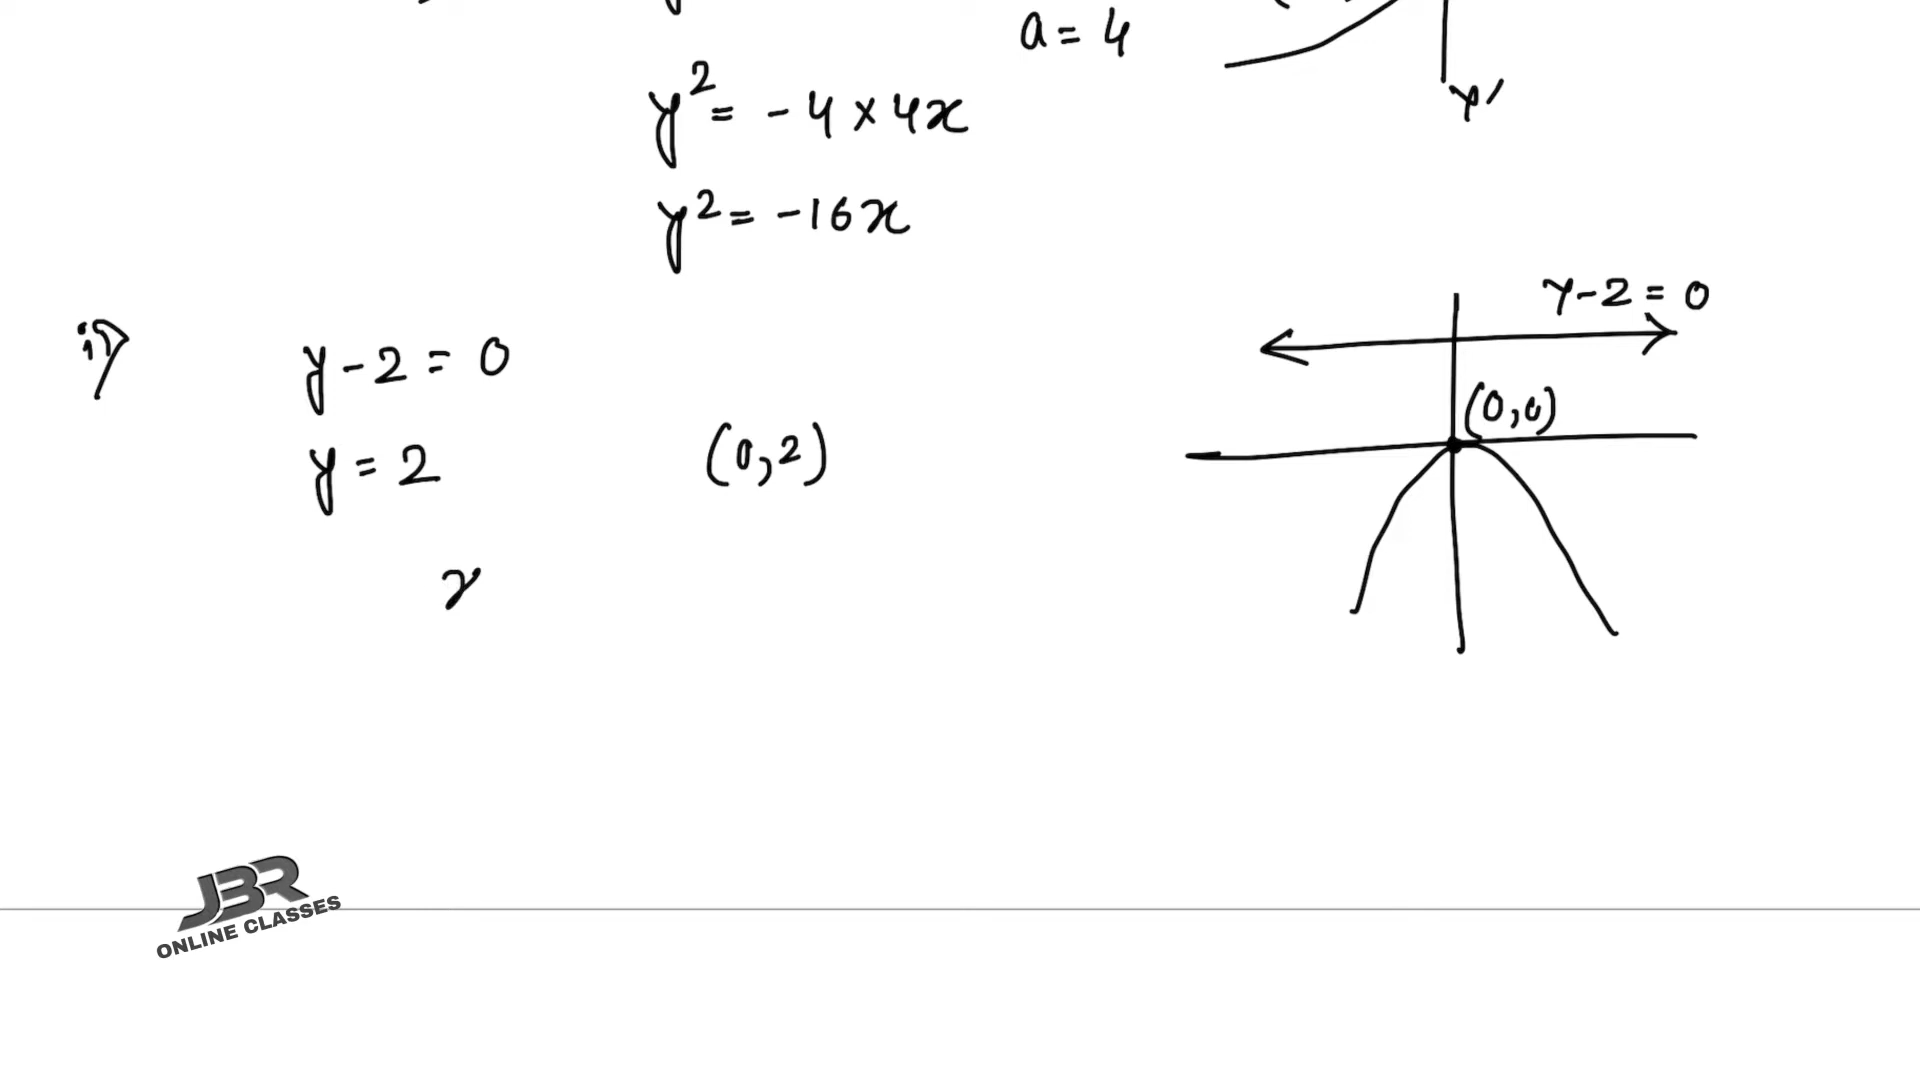 a = 4
y² = - 4 × 4x
y'
y² = -16x
ii)
y - 2 = 0
y - 2 = 0
y = 2
(0,2)
(0,0)
x
JBR
ONLINE CLASSES